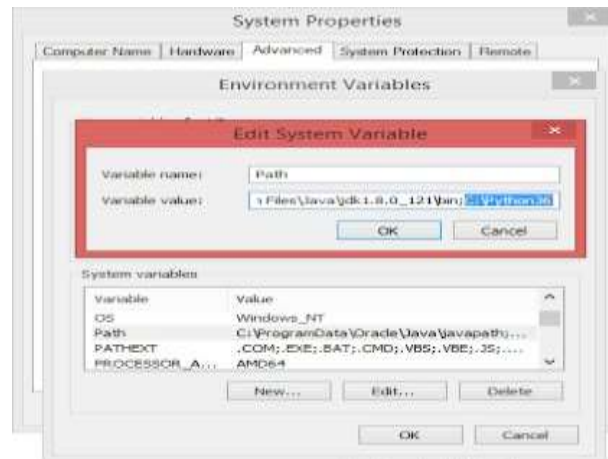 System Properties
Computer Name Hardware Advanced System Protection Remote
Environment Variables
Edit System Variable
Variable name: Path
Variable value: n Files\Java\jdk1.8.0_121\bin;C:\Python36
OK Cancel
System variables
Variable Value
OS Windows_NT
Path C:\ProgramData\Oracle\Java\javapath;...
PATHEXT .COM;.EXE;.BAT;.CMD;.VBS;.VBE;.JS;....
PROCESSOR_A... AMD64
New... Edit... Delete
OK Cancel